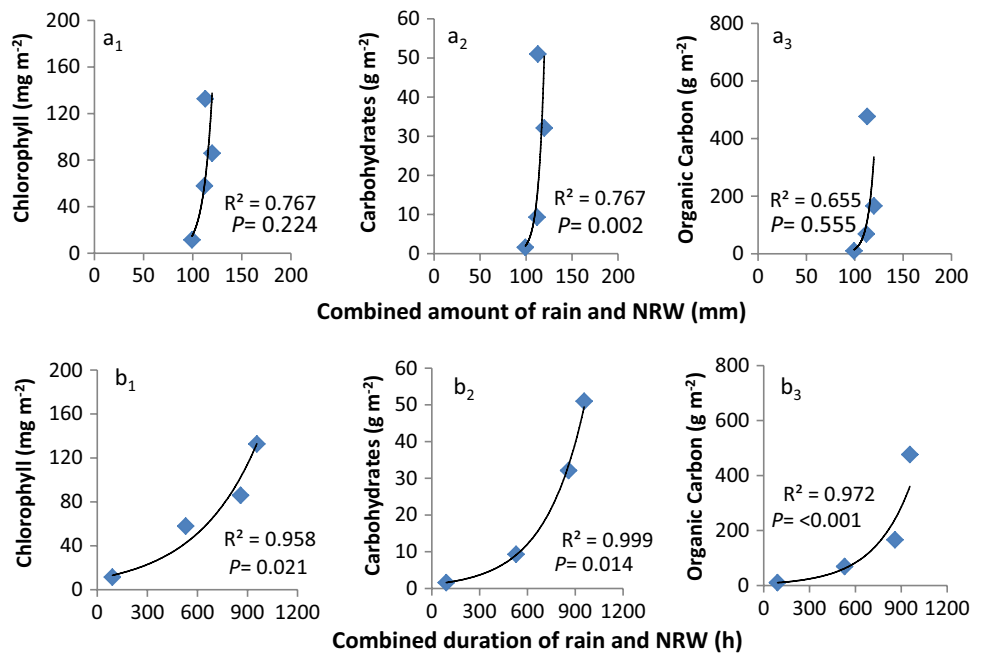 a1
Chlorophyll (mg m-2)
200
160
120
80
40
0
0 50 100 150 200
R² = 0.767
P= 0.224
a2
Carbohydrates (g m-2)
60
50
40
30
20
10
0
0 50 100 150 200
R² = 0.767
P= 0.002
a3
Organic Carbon (g m-2)
800
600
400
200
0
0 50 100 150 200
R² = 0.655
P= 0.555
Combined amount of rain and NRW (mm)
b1
Chlorophyll (mg m-2)
200
160
120
80
40
0
0 300 600 900 1200
R² = 0.958
P= 0.021
b2
Carbohydrates (g m-2)
60
50
40
30
20
10
0
0 300 600 900 1200
R² = 0.999
P= 0.014
b3
Organic Carbon (g m-2)
800
600
400
200
0
0 300 600 900 1200
R² = 0.972
P= <0.001
Combined duration of rain and NRW (h)